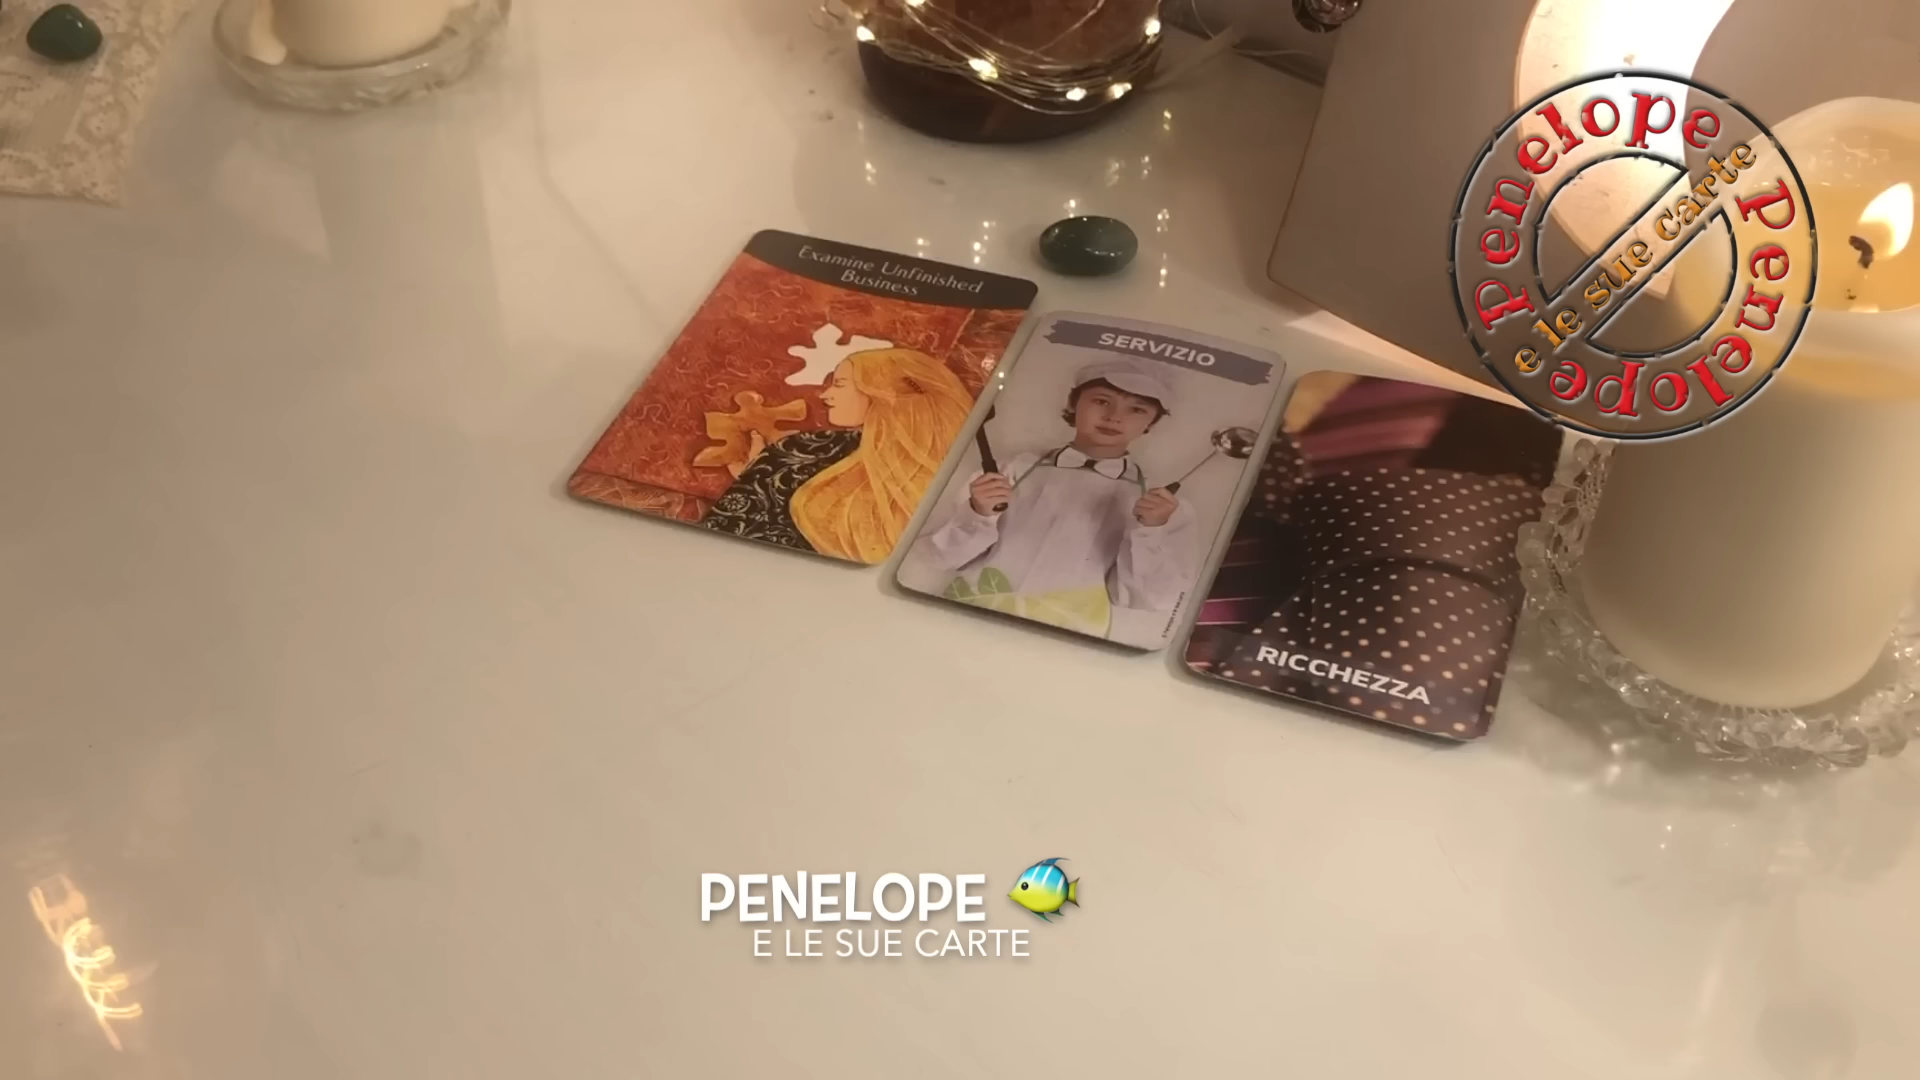 Penelope Penelope
e le sue carte
Examine Unfinished
Business
SERVIZIO
RICCHEZZA
PENELOPE
E LE SUE CARTE